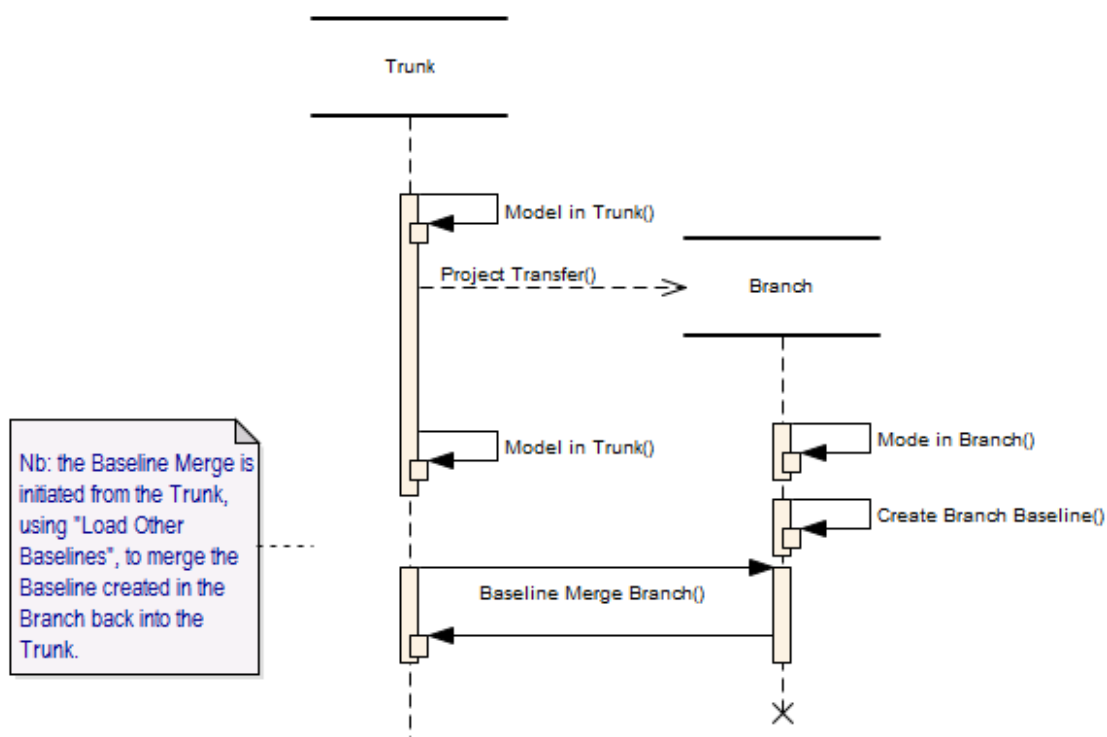 Trunk
Model in Trunk()
Project Transfer()
Branch
Model in Trunk()
Mode in Branch()
Nb: the Baseline Merge is
initiated from the Trunk,
using "Load Other
Baselines", to merge the
Baseline created in the
Branch back into the
Trunk.
Create Branch Baseline()
Baseline Merge Branch()